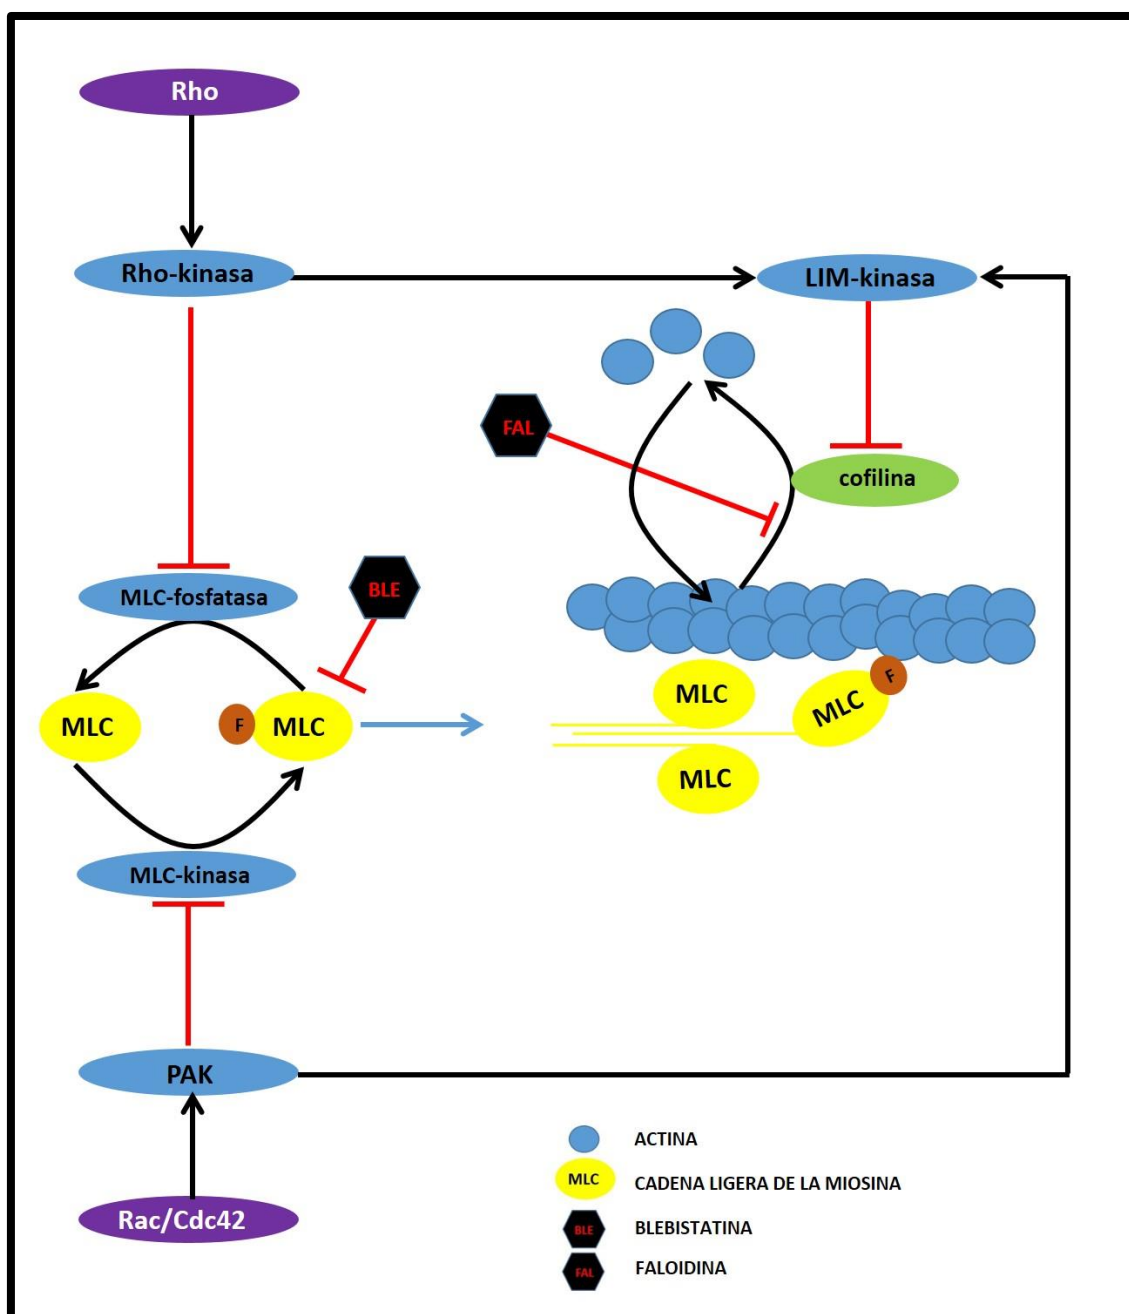 Rho
Rho-kinasa
LIM-kinasa
FAL
cofilina
BLE
MLC-fosfatasa
MLC
F
MLC
MLC
MLC
F
MLC
MLC-kinasa
PAK
Rac/Cdc42
ACTINA
MLC
CADENA LIGERA DE LA MIOSINA
BLE
BLEBISTATINA
FAL
FALOIDINA